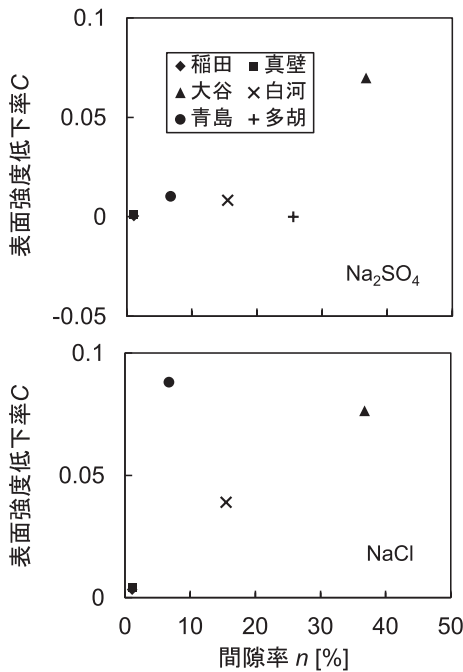 0.1
◆稲田 ■真壁
▲大谷 ×白河
●青島 +多胡
0.05
0
-0.05
表面強度低下率C
Na₂SO₄
0.1
0.05
0
表面強度低下率C
NaCl
0 10 20 30 40 50
間隙率 n [%]